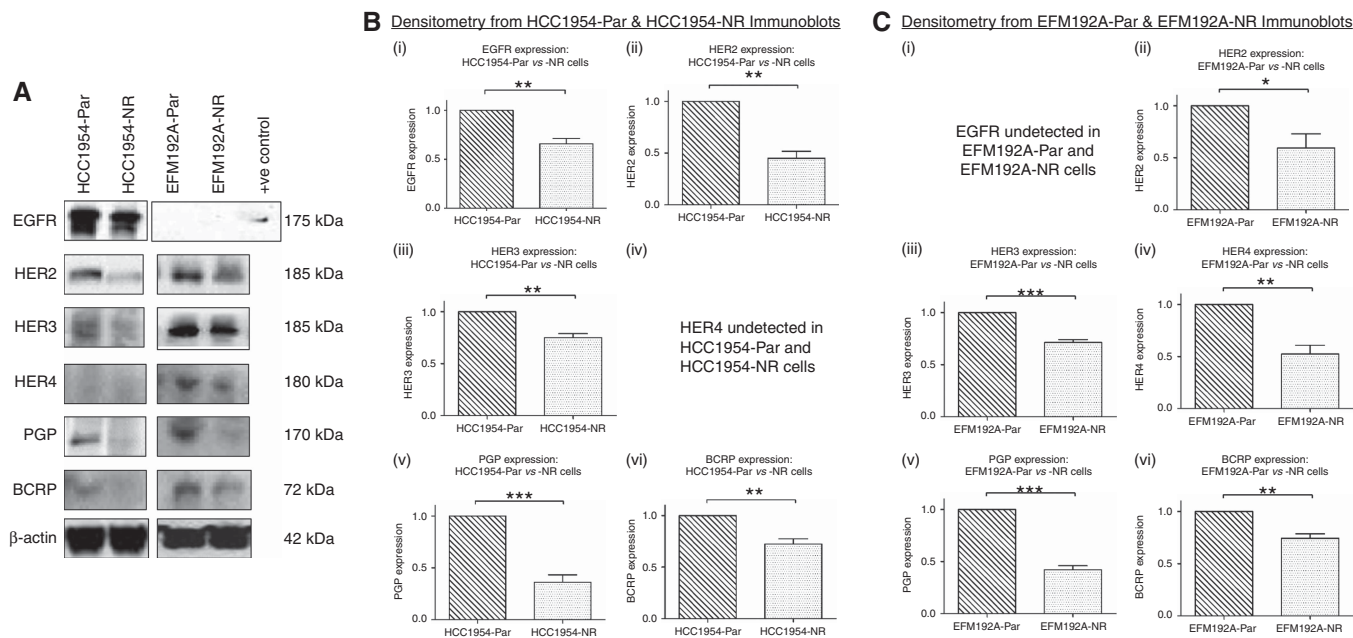 A
HCC1954-Par
HCC1954-NR
EFM192A-Par
EFM192A-NR
+ve control
EGFR
175 kDa
HER2
185 kDa
HER3
185 kDa
HER4
180 kDa
PGP
170 kDa
BCRP
72 kDa
β-actin
42 kDa
B Densitometry from HCC1954-Par & HCC1954-NR Immunoblots
(i)
EGFR expression:
HCC1954-Par vs -NR cells
**
EGFR expression
1.0
0.5
0.0
HCC1954-Par
HCC1954-NR
(ii)
HER2 expression:
HCC1954-Par vs -NR cells
**
HER2 expression
1.0
0.5
0.0
HCC1954-Par
HCC1954-NR
(iii)
HER3 expression:
HCC1954-Par vs -NR cells
**
HER3 expression
1.0
0.5
0.0
HCC1954-Par
HCC1954-NR
(iv)
HER4 undetected in
HCC1954-Par and
HCC1954-NR cells
(v)
PGP expression:
HCC1954-Par vs -NR cells
***
PGP expression
1.0
0.5
0.0
HCC1954-Par
HCC1954-NR
(vi)
BCRP expression:
HCC1954-Par vs -NR cells
**
BCRP expression
1.0
0.5
0.0
HCC1954-Par
HCC1954-NR
C Densitometry from EFM192A-Par & EFM192A-NR Immunoblots
(i)
EGFR undetected in
EFM192A-Par and
EFM192A-NR cells
(ii)
HER2 expression:
EFM192A-Par vs -NR cells
*
HER2 expression
1.0
0.5
0.0
EFM192A-Par
EFM192A-NR
(iii)
HER3 expression:
EFM192A-Par vs -NR cells
***
HER3 expression
1.0
0.5
0.0
EFM192A-Par
EFM192A-NR
(iv)
HER4 expression:
EFM192A-Par vs -NR cells
**
HER4 expression
1.0
0.5
0.0
EFM192A-Par
EFM192A-NR
(v)
PGP expression:
EFM192A-Par vs -NR cells
***
PGP expression
1.0
0.5
0.0
EFM192A-Par
EFM192A-NR
(vi)
BCRP expression:
EFM192A-Par vs -NR cells
**
BCRP expression
1.0
0.5
0.0
EFM192A-Par
EFM192A-NR